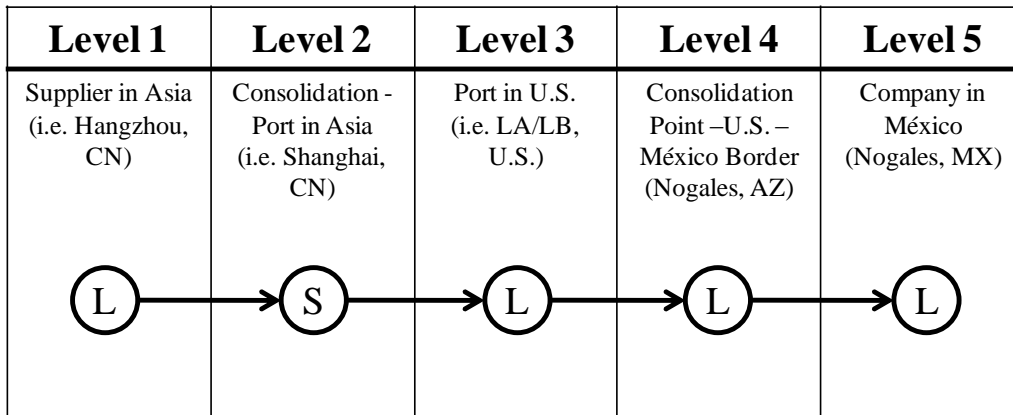 Level 1
Level 2
Level 3
Level 4
Level 5
Supplier in Asia
(i.e. Hangzhou,
CN)
Consolidation -
Port in Asia
(i.e. Shanghai,
CN)
Port in U.S.
(i.e. LA/LB,
U.S.)
Consolidation
Point –U.S. –
México Border
(Nogales, AZ)
Company in
México
(Nogales, MX)
L
S
L
L
L